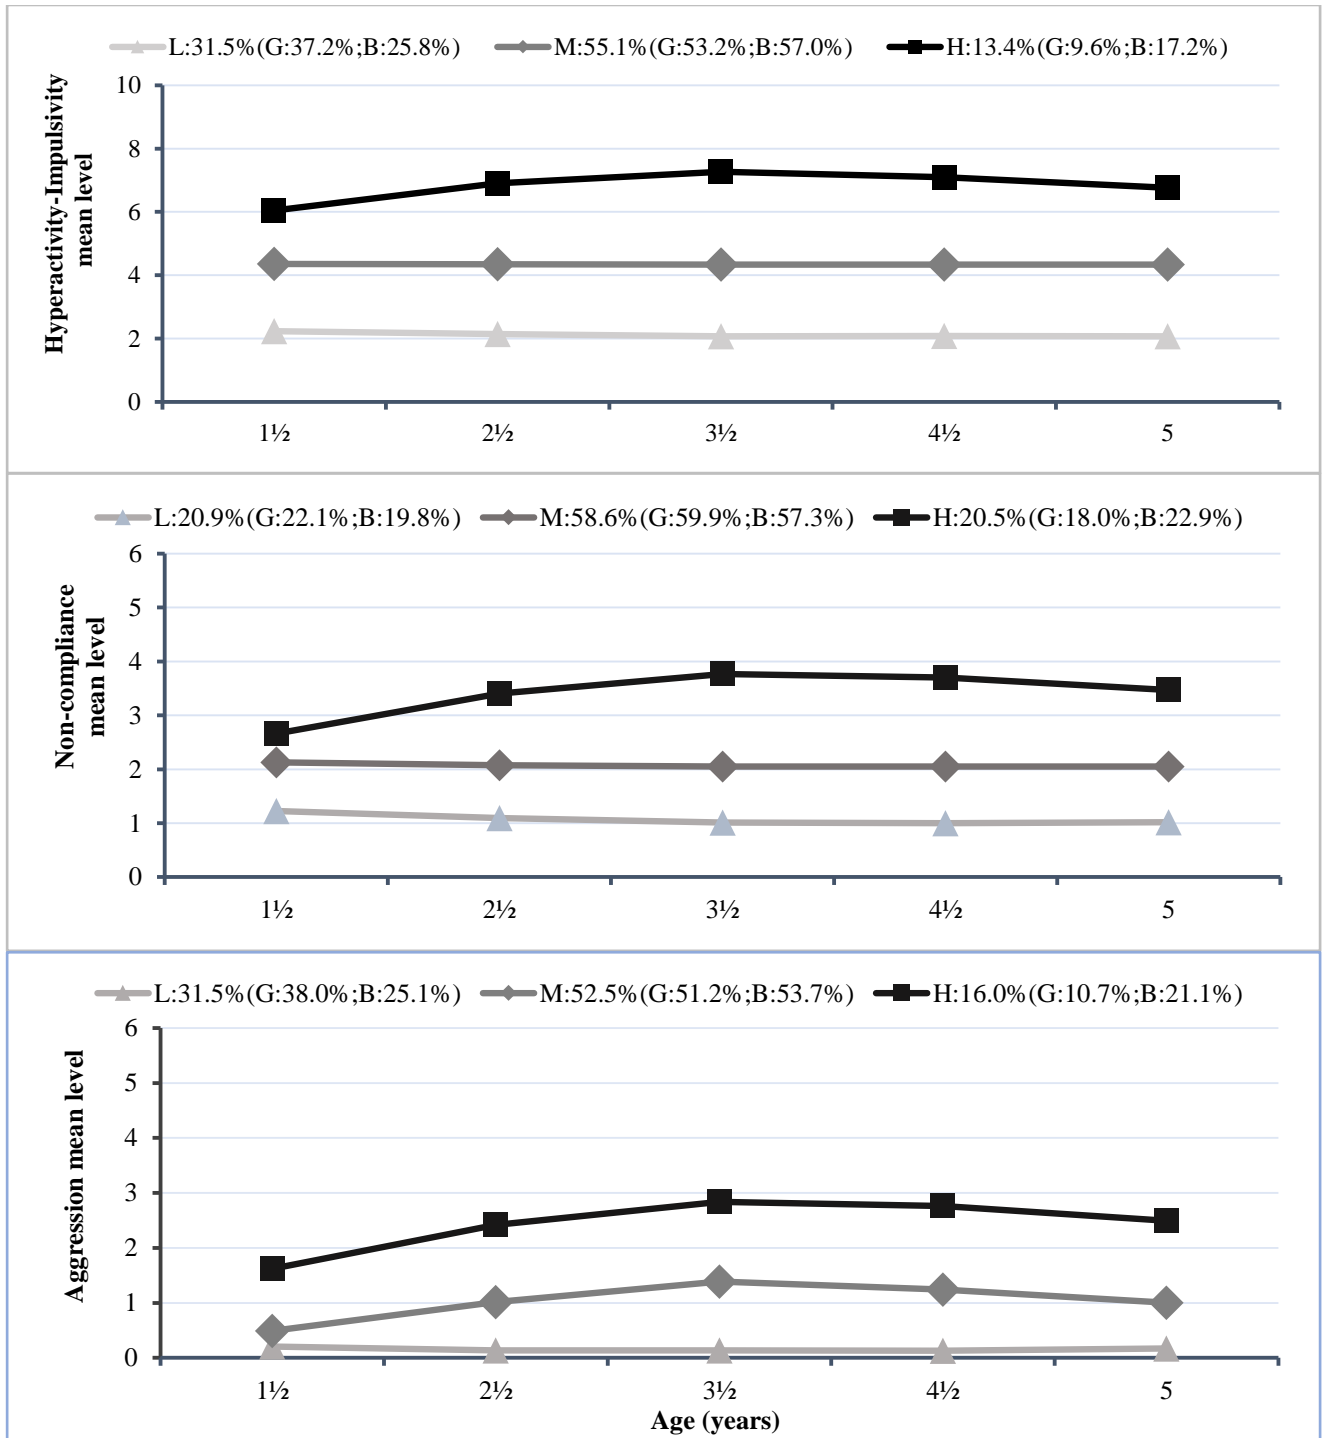 L:31.5%(G:37.2%;B:25.8%) M:55.1%(G:53.2%;B:57.0%) H:13.4%(G:9.6%;B:17.2%)
Hyperactivity-Impulsivity
mean level
10
8
6
4
2
0
1½ 2½ 3½ 4½ 5
L:20.9%(G:22.1%;B:19.8%) M:58.6%(G:59.9%;B:57.3%) H:20.5%(G:18.0%;B:22.9%)
Non-compliance
mean level
6
5
4
3
2
1
0
1½ 2½ 3½ 4½ 5
L:31.5%(G:38.0%;B:25.1%) M:52.5%(G:51.2%;B:53.7%) H:16.0%(G:10.7%;B:21.1%)
Aggression mean level
6
5
4
3
2
1
0
1½ 2½ 3½ 4½ 5
Age (years)